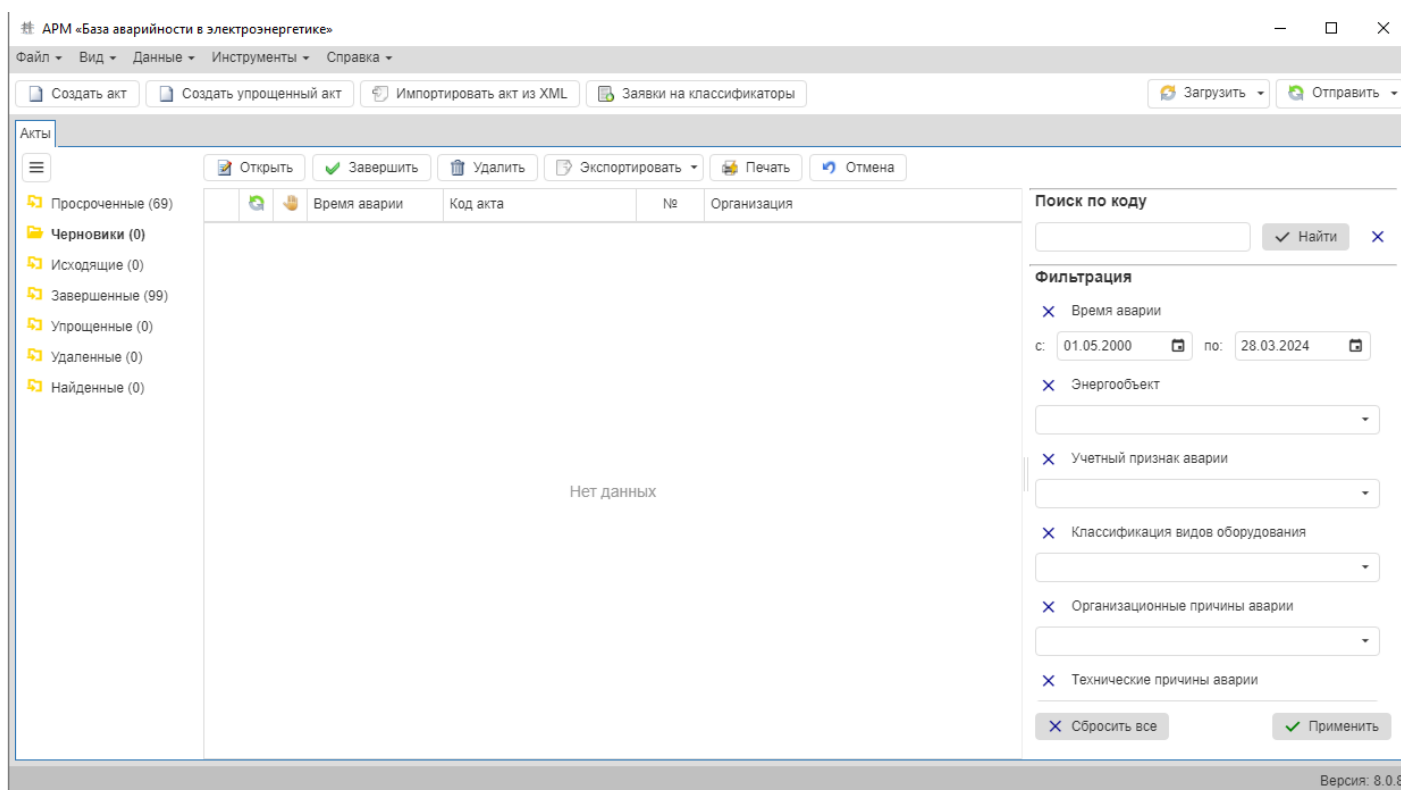 АРМ «База аварийности в электроэнергетике»
Файл Вид Данные Инструменты Справка
Создать акт Создать упрощенный акт Импортировать акт из XML Заявки на классификаторы Загрузить Отправить
Акты
Открыть Завершить Удалить Экспортировать Печать Отмена
Просроченные (69)
Черновики (0)
Исходящие (0)
Завершенные (99)
Упрощенные (0)
Удаленные (0)
Найденные (0)
Время аварии Код акта № Организация
Нет данных
Поиск по коду
Найти
Фильтрация
Время аварии
с: 01.05.2000 по: 28.03.2024
Энергообъект
Учетный признак аварии
Классификация видов оборудования
Организационные причины аварии
Технические причины аварии
Сбросить все Применить
Версия: 8.0.8